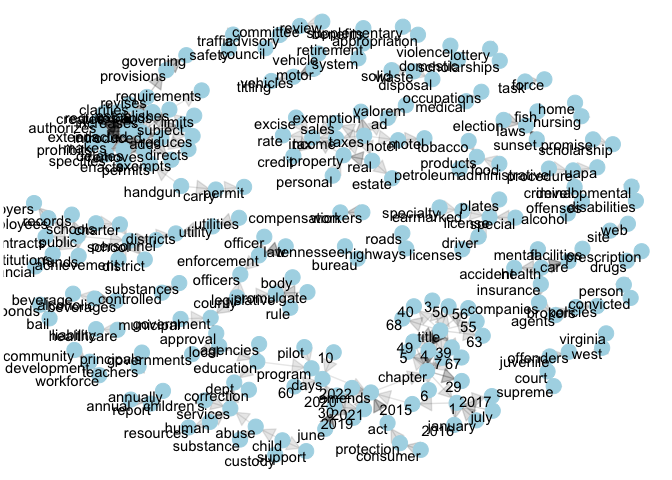 committee
review
supplementary
benefits
traffic
advisory
retirement
appropriation
safety
council
vehicle
system
violence
lottery
governing
domestic
scholarships
provisions
motor
solid
waste
titling
vehicles
disposal
task
force
requirements
occupations
medical
revises
clarifies
exemption
valorem
fish
home
limits
excise
sales
ad
election
laws
nursing
authorizes
subject
rate
income
taxes
hotel
motel
tobacco
sunset
promise
scholarship
prohibits
makes
adds
reduces
credit
property
real
products
food
procedure
uapa
specifies
removes
directs
petroleum
administrative
enacts
exempts
personal
estate
permits
handgun
carry
permit
criminal
developmental
specialty
plates
offenses
disabilities
records
compensation
workers
earmarked
alcohol
schools
charter
utilities
license
special
web
public
personnel
districts
utility
officer
roads
driver
site
school
law
tennessee
highways
licenses
mental
facilities
prescription
funds
enforcement
bureau
care
achievement
district
accident
health
drugs
officers
body
insurance
substances
person
beverage
controlled
legislative
promulgate
companies
convicted
alcoholic
county
40
3
50
56
brokers
policies
beverages
rule
agents
bail
68
55
liability
municipal
government
title
63
virginia
healthcare
approval
49
39
west
community
principals
local
agencies
pilot
10
5
4
7
67
offenders
development
governments
education
juvenile
teachers
program
chapter
workforce
days
29
court
annually
dept
60
2022
amends
6
supreme
correction
2020
2017
annual
children's
30
2021
2015
1
report
services
2019
july
human
june
act
january
resources
abuse
2016
substance
child
protection
custody
support
consumer